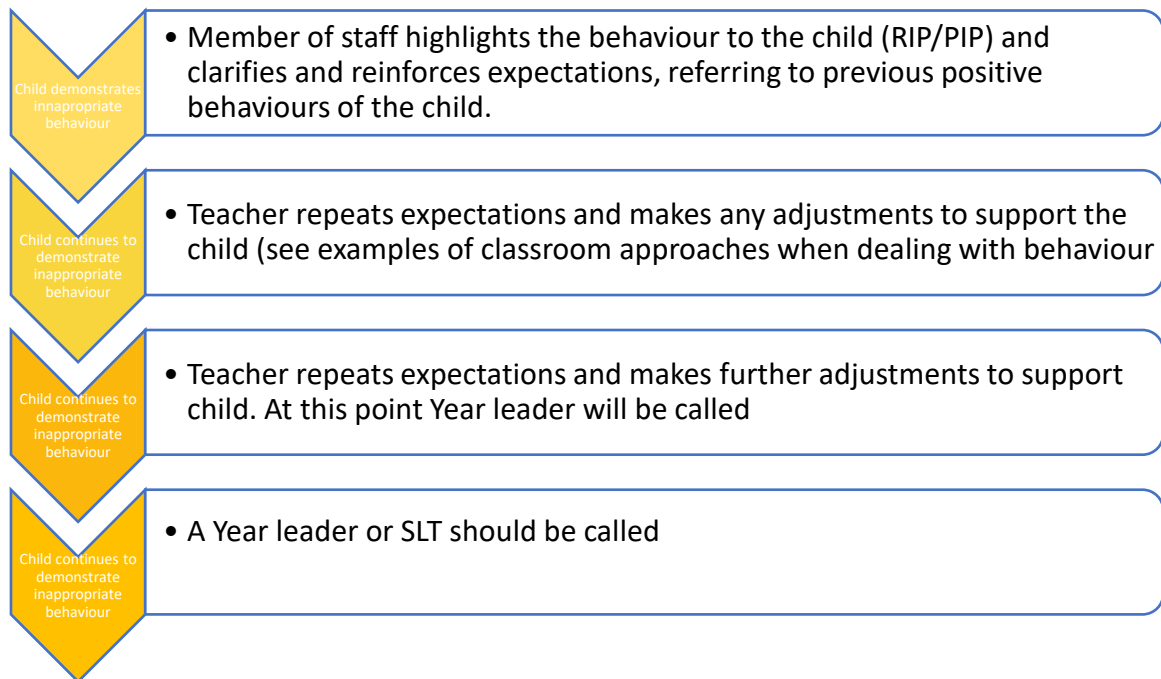 Child demonstrates
innapropriate
behaviour
• Member of staff highlights the behaviour to the child (RIP/PIP) and
clarifies and reinforces expectations, referring to previous positive
behaviours of the child.
Child continues to
demonstrate
inappropriate
behaviour
• Teacher repeats expectations and makes any adjustments to support the
child (see examples of classroom approaches when dealing with behaviour
Child continues to
demonstrate
inappropriate
behaviour
• Teacher repeats expectations and makes further adjustments to support
child. At this point Year leader will be called
Child continues to
demonstrate
inappropriate
behaviour
• A Year leader or SLT should be called